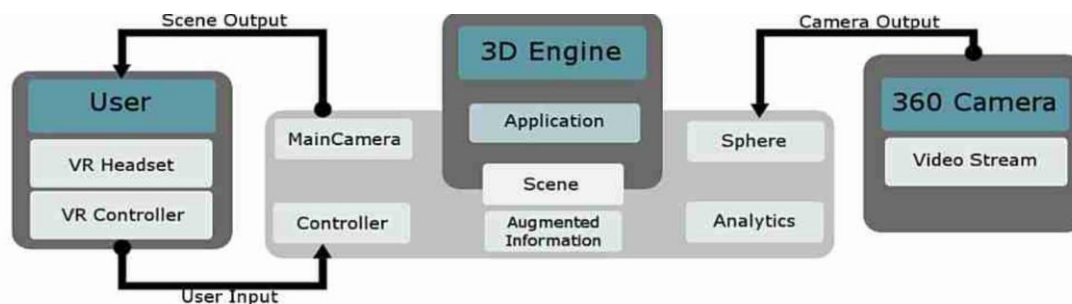 Scene Output
Camera Output
3D Engine
User
360 Camera
Application
MainCamera
Sphere
VR Headset
Video Stream
Scene
VR Controller
Controller
Augmented
Information
Analytics
User Input